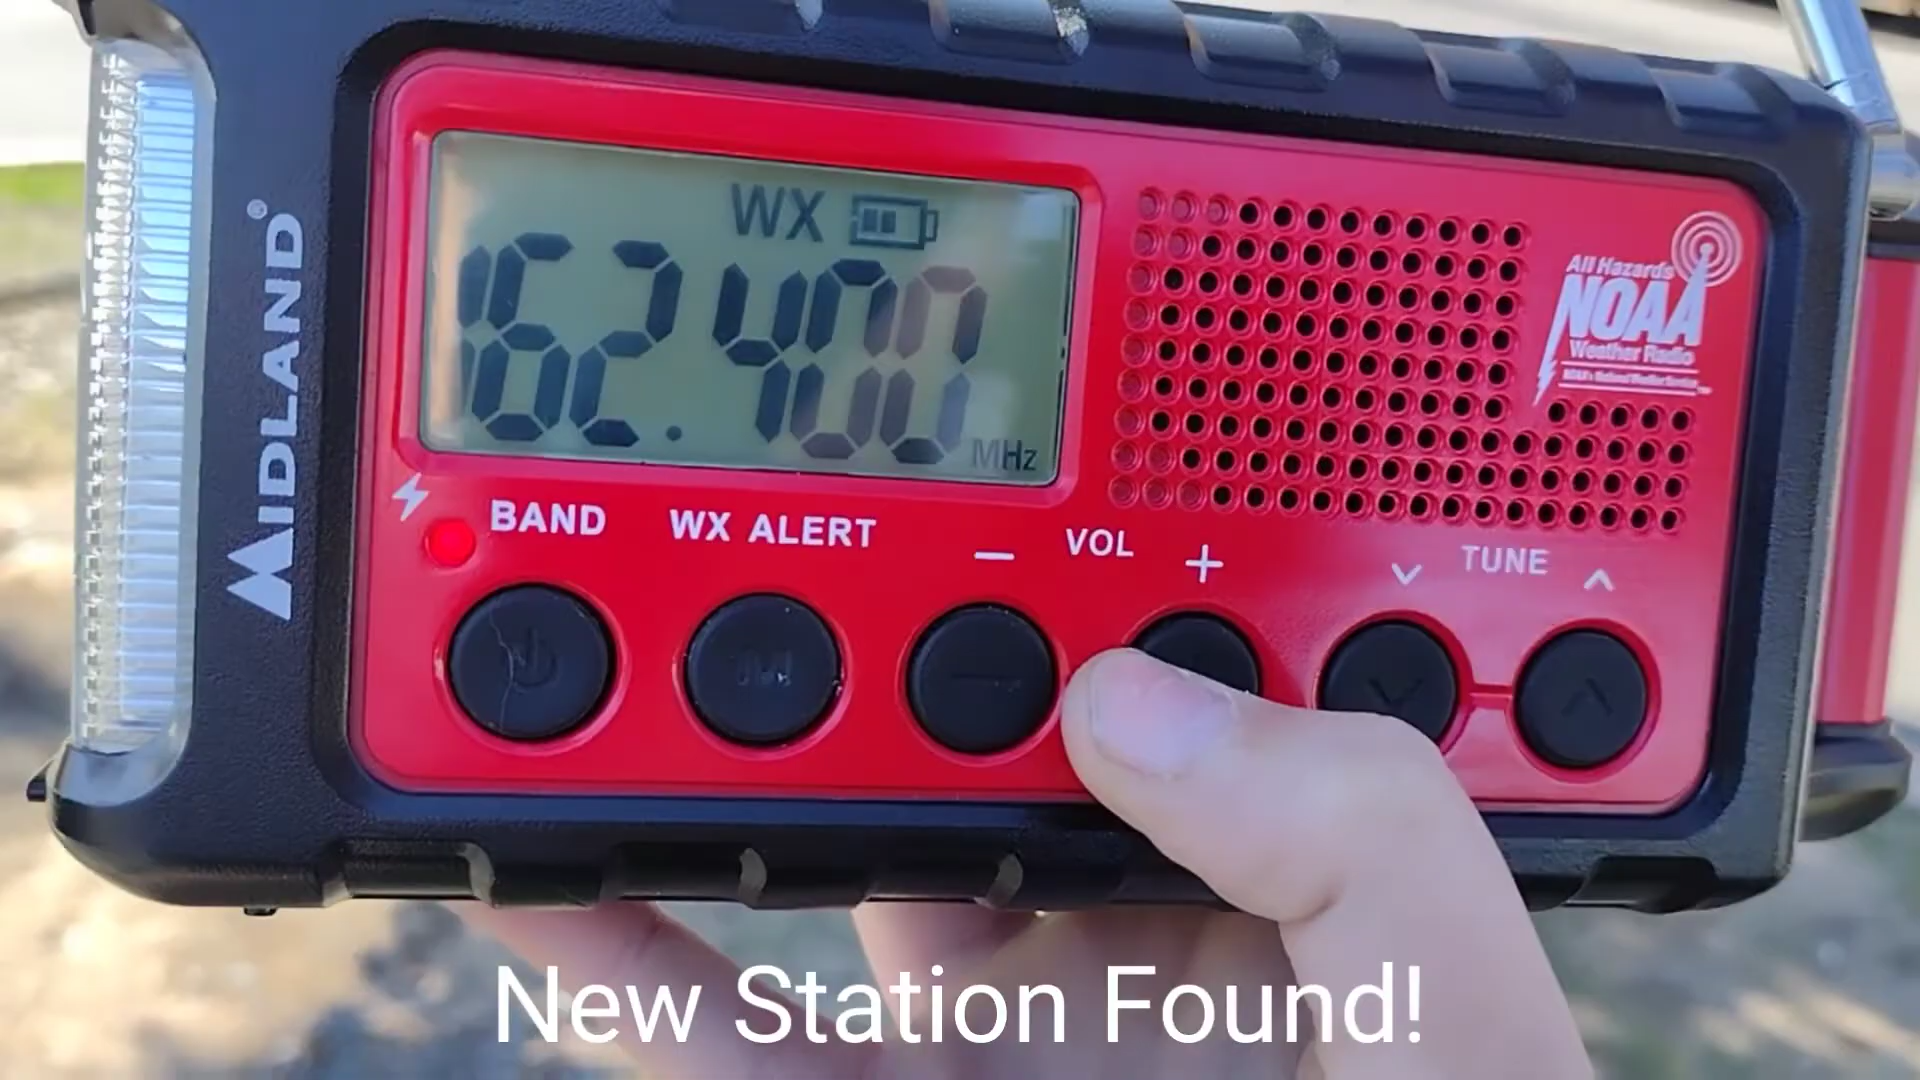 WX
162.400
MHz
MIDLAND®
All Hazards
NOAA
Weather Radio
BAND
WX ALERT
– VOL +
TUNE
New Station Found!